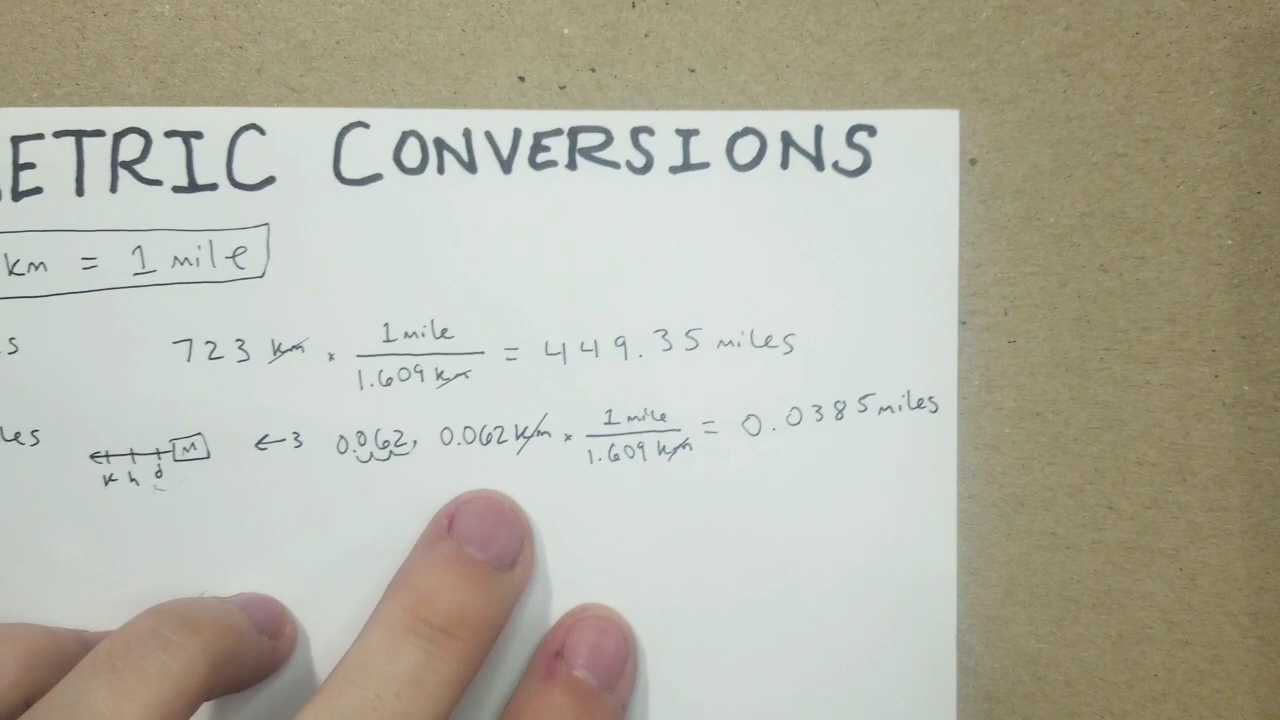 ETRIC CONVERSIONS
km = 1 mile
s 723 km × 1 mile / 1.609 km = 449.35 miles
les M ← 3 0.062, 0.062 km × 1 mile / 1.609 km = 0.0385 miles
K h d